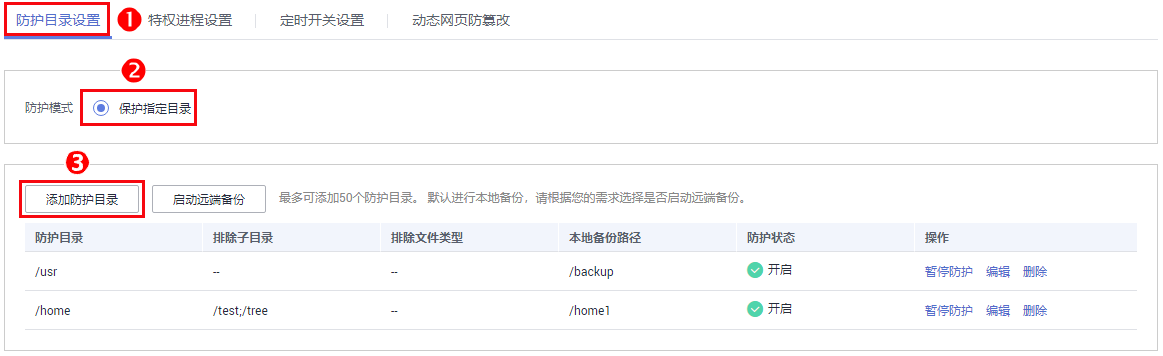 防护目录设置 1 特权进程设置 定时开关设置 动态网页防篡改
2
防护模式 保护指定目录
3
添加防护目录 启动远端备份 最多可添加50个防护目录。 默认进行本地备份，请根据您的需求选择是否启动远端备份。
防护目录 排除子目录 排除文件类型 本地备份路径 防护状态 操作
/usr -- -- /backup 开启 暂停防护 编辑 删除
/home /test;/tree -- /home1 开启 暂停防护 编辑 删除